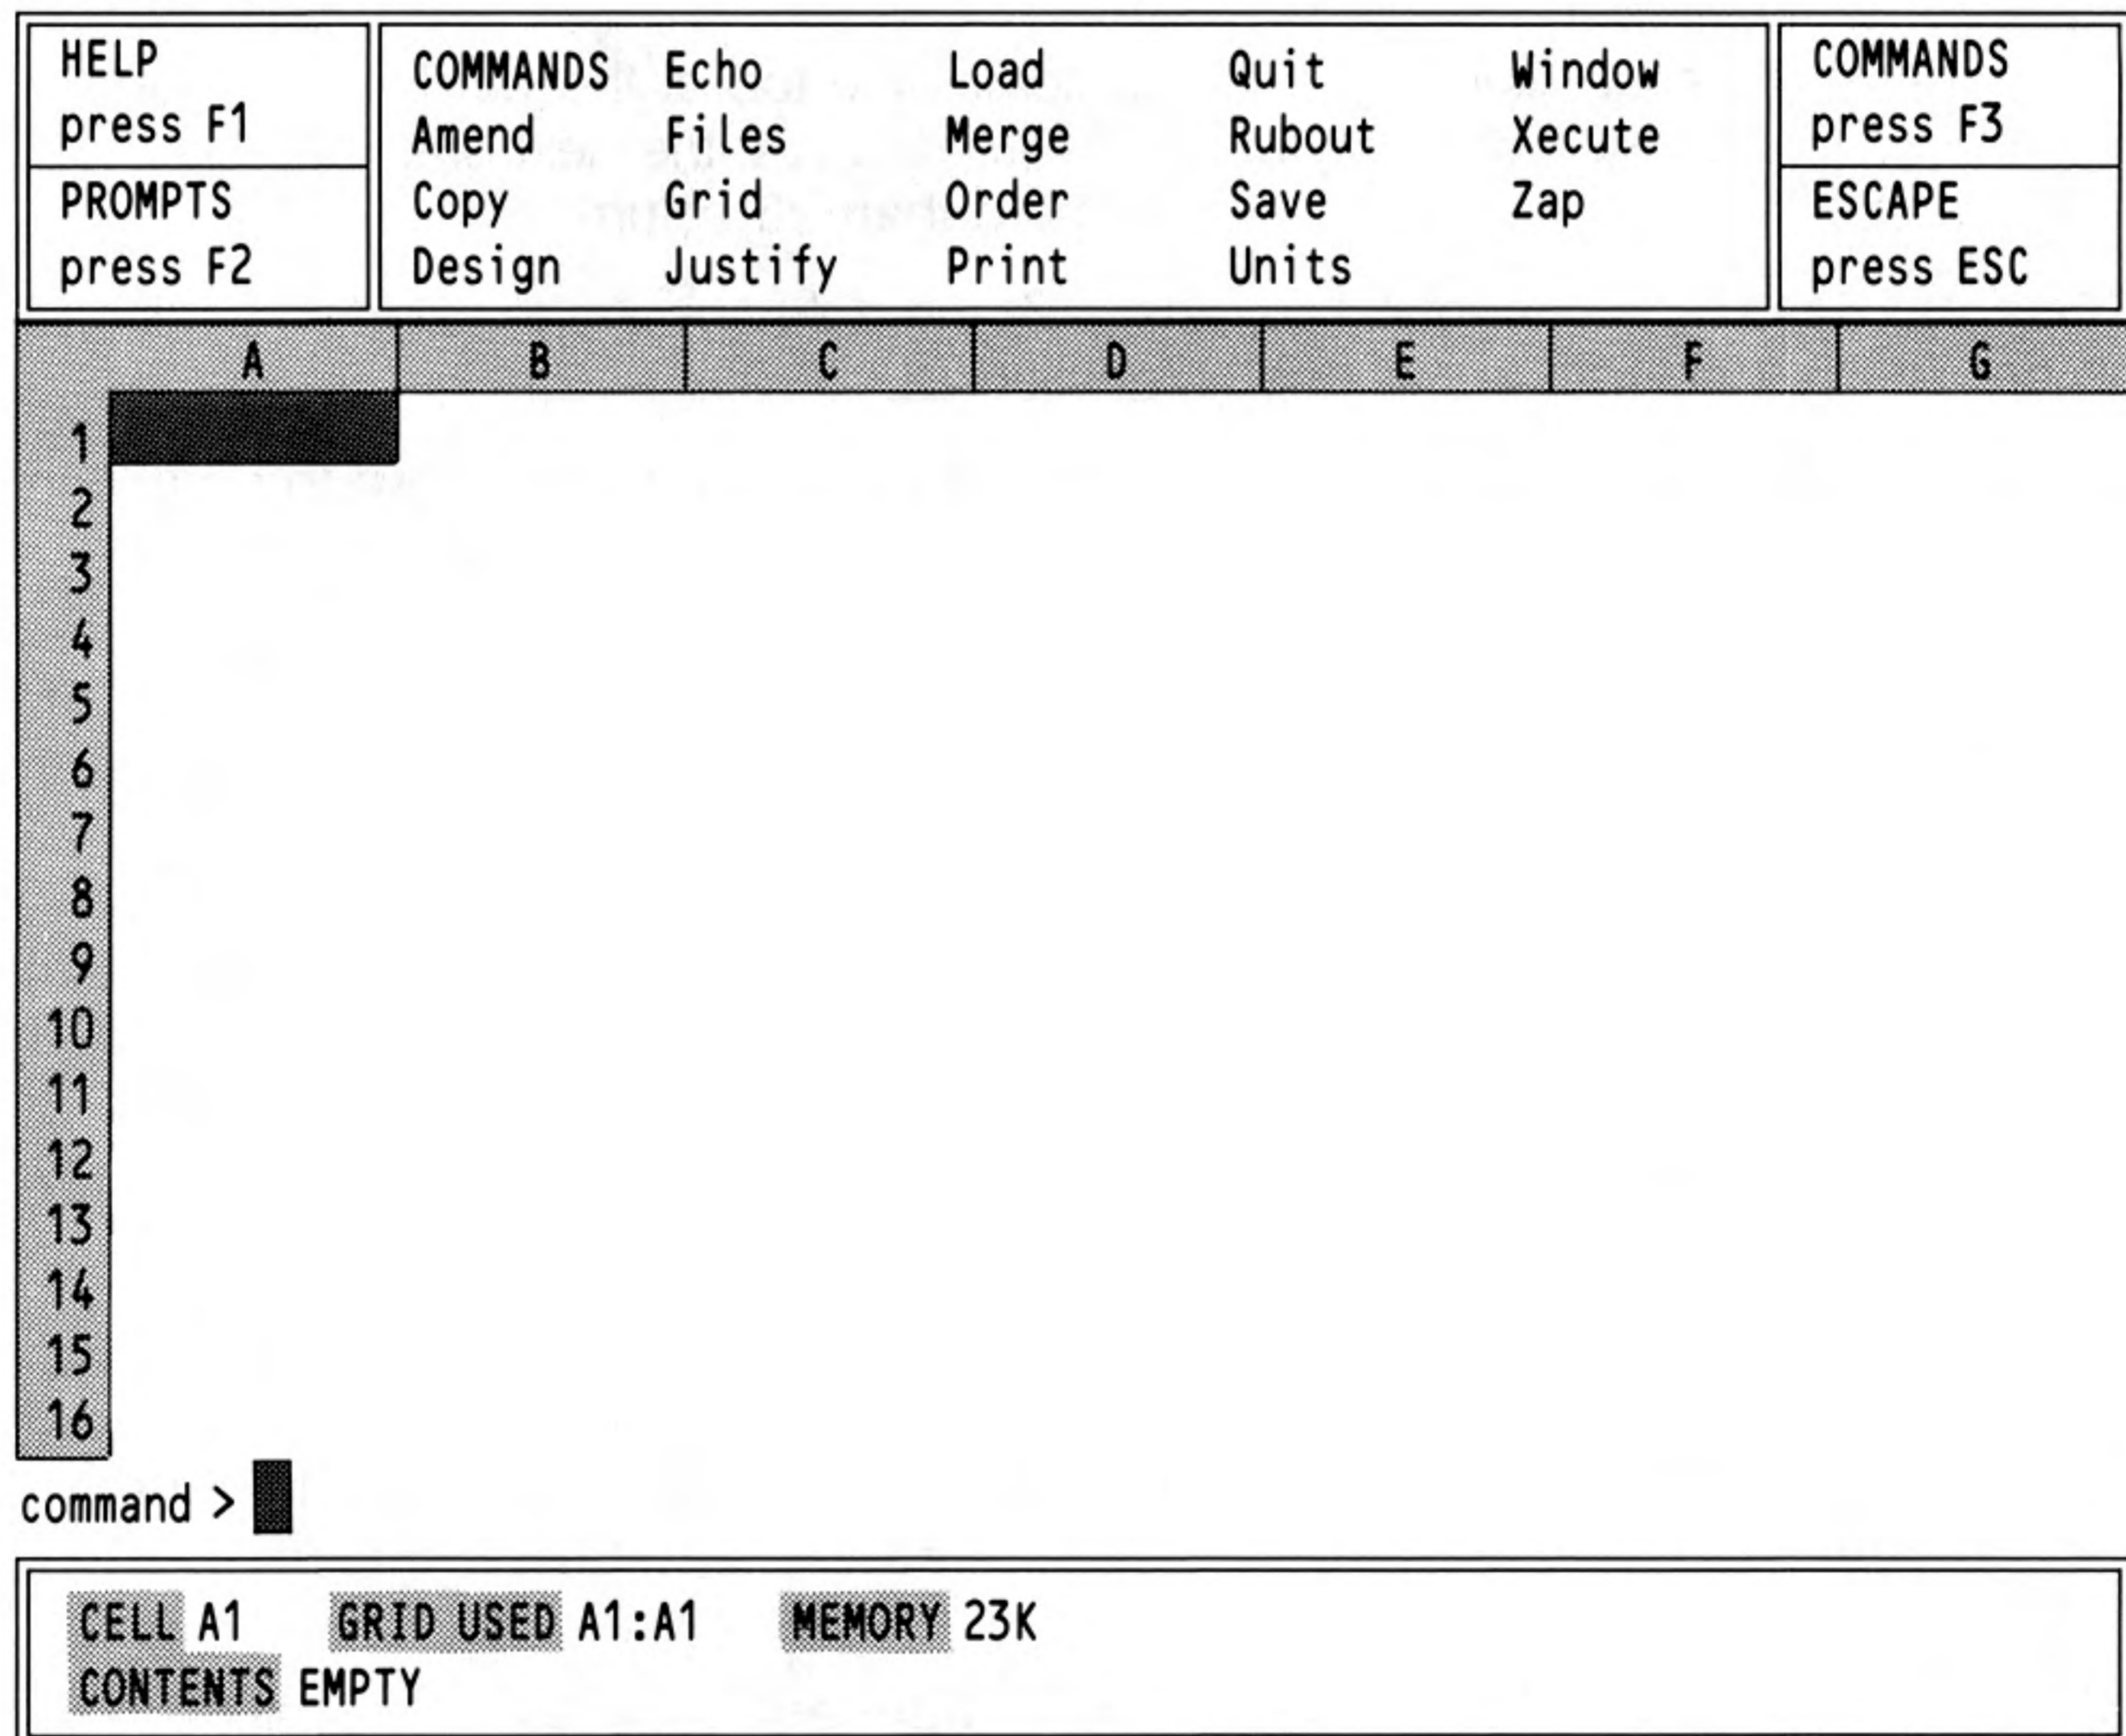 HELP
press F1
PROMPTS
press F2
COMMANDS Echo Load Quit Window
Amend Files Merge Rubout Xecute
Copy Grid Order Save Zap
Design Justify Print Units
COMMANDS
press F3
ESCAPE
press ESC
A B C D E F G
1
2
3
4
5
6
7
8
9
10
11
12
13
14
15
16
command >
CELL A1 GRID USED A1:A1 MEMORY 23K
CONTENTS EMPTY